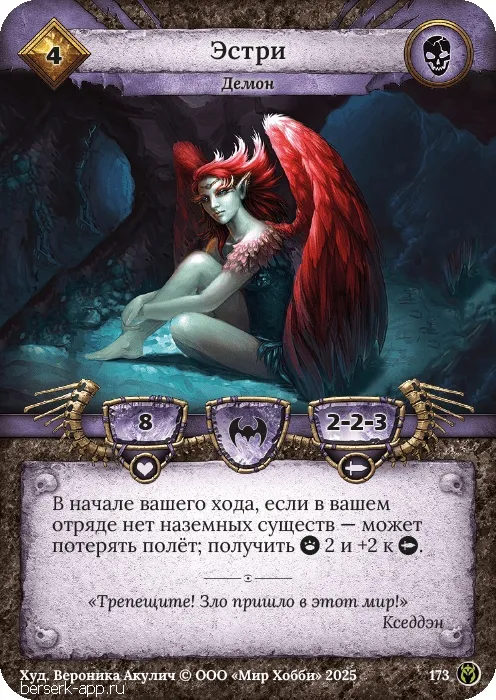 4
Эстри
Демон
8
2-2-3
В начале вашего хода, если в вашем
отряде нет наземных существ — может
потерять полёт; получить 2 и +2 к .
«Трепещите! Зло пришло в этот мир!»
Кседдэн
Худ. Вероника Акулич © ООО «Мир Хобби» 2025
173
berserk-app.ru